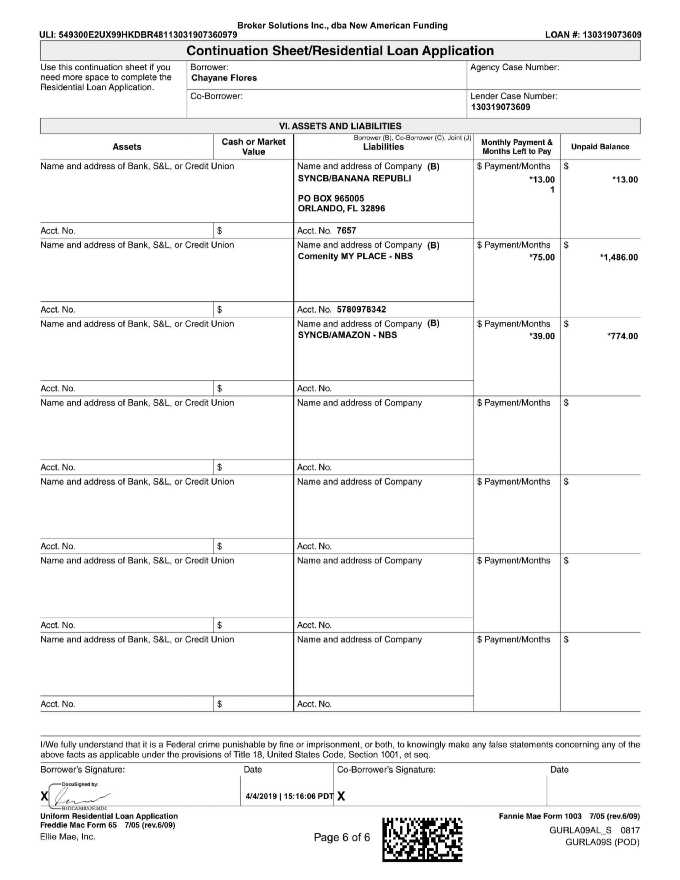 Broker Solutions Inc., dba New American Funding
ULI: 549300E2UX99HKDBR48113031907360979 LOAN #: 130319073609
Continuation Sheet/Residential Loan Application
Use this continuation sheet if you need more space to complete the Residential Loan Application.
Borrower:
Chayane Flores
Agency Case Number:
Co-Borrower:
Lender Case Number:
130319073609
VI. ASSETS AND LIABILITIES
Assets
Cash or Market Value
Borrower (B), Co-Borrower (C), Joint (J)
Liabilities
Monthly Payment & Months Left to Pay
Unpaid Balance
Name and address of Bank, S&L, or Credit Union
Name and address of Company (B)
$ Payment/Months
$
SYNCB/BANANA REPUBLI
*13.00
*13.00
1
PO BOX 965005
ORLANDO, FL 32896
Acct. No.
$
Acct. No. 7657
Name and address of Bank, S&L, or Credit Union
Name and address of Company (B)
$ Payment/Months
$
Comenity MY PLACE - NBS
*75.00
*1,486.00
Acct. No.
$
Acct. No. 5780978342
Name and address of Bank, S&L, or Credit Union
Name and address of Company (B)
$ Payment/Months
$
SYNCB/AMAZON - NBS
*39.00
*774.00
Acct. No.
$
Acct. No.
Name and address of Bank, S&L, or Credit Union
Name and address of Company
$ Payment/Months
$
Acct. No.
$
Acct. No.
Name and address of Bank, S&L, or Credit Union
Name and address of Company
$ Payment/Months
$
Acct. No.
$
Acct. No.
Name and address of Bank, S&L, or Credit Union
Name and address of Company
$ Payment/Months
$
Acct. No.
$
Acct. No.
Name and address of Bank, S&L, or Credit Union
Name and address of Company
$ Payment/Months
$
Acct. No.
$
Acct. No.
I/We fully understand that it is a Federal crime punishable by fine or imprisonment, or both, to knowingly make any false statements concerning any of the
above facts as applicable under the provisions of Title 18, United States Code, Section 1001, et seq.
Borrower's Signature:
Date
Co-Borrower's Signature:
Date
DocuSigned by:
X
4/4/2019 | 15:16:06 PDT
X
Uniform Residential Loan Application
Freddie Mac Form 65 7/05 (rev.6/09)
Fannie Mae Form 1003 7/05 (rev.6/09)
Ellie Mae, Inc.
Page 6 of 6
GURLA09AL_S 0817
GURLA09S (POD)